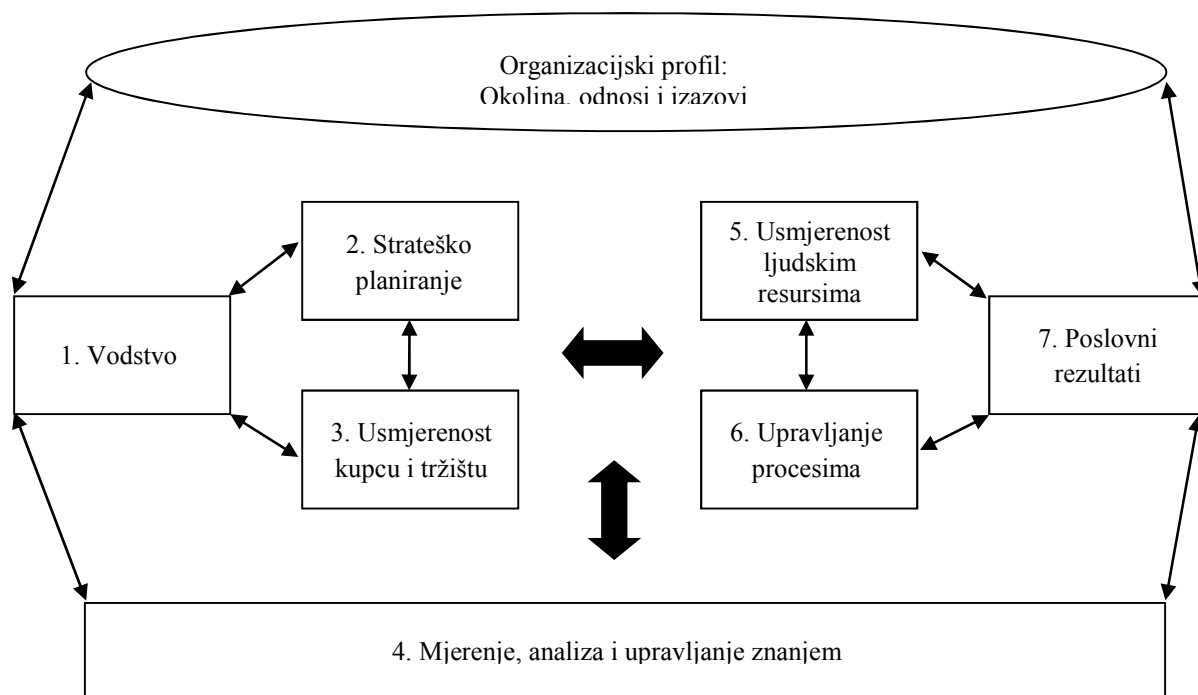 Organizacijski profil:
Okolina, odnosi i izazovi
2. Strateško
planiranje
5. Usmjerenost
ljudskim
resursima
1. Vodstvo
7. Poslovni
rezultati
3. Usmjerenost
kupcu i tržištu
6. Upravljanje
procesima
4. Mjerenje, analiza i upravljanje znanjem